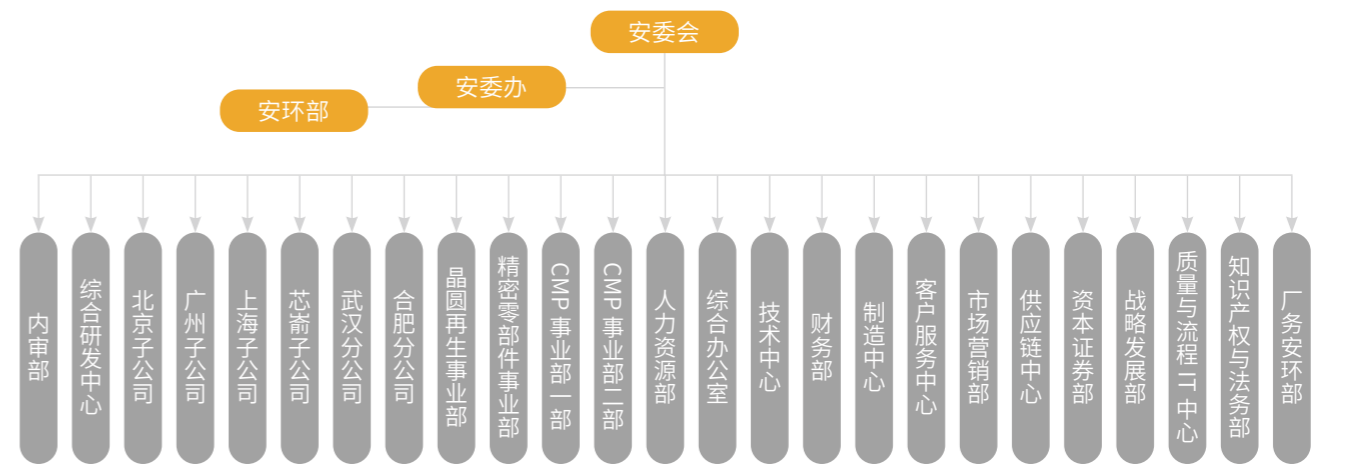 安委会
安委办
安环部
内审部
综合研发中心
北京子公司
广州子公司
上海子公司
芯嵛子公司
武汉分公司
合肥分公司
晶圆再生事业部
精密零部件事业部
CMP 事业部一部
CMP 事业部二部
人力资源部
综合办公室
技术中心
财务部
制造中心
客户服务中心
市场营销部
供应链中心
资本证券部
战略发展部
质量与流程 IT 中心
知识产权与法务部
厂务安环部